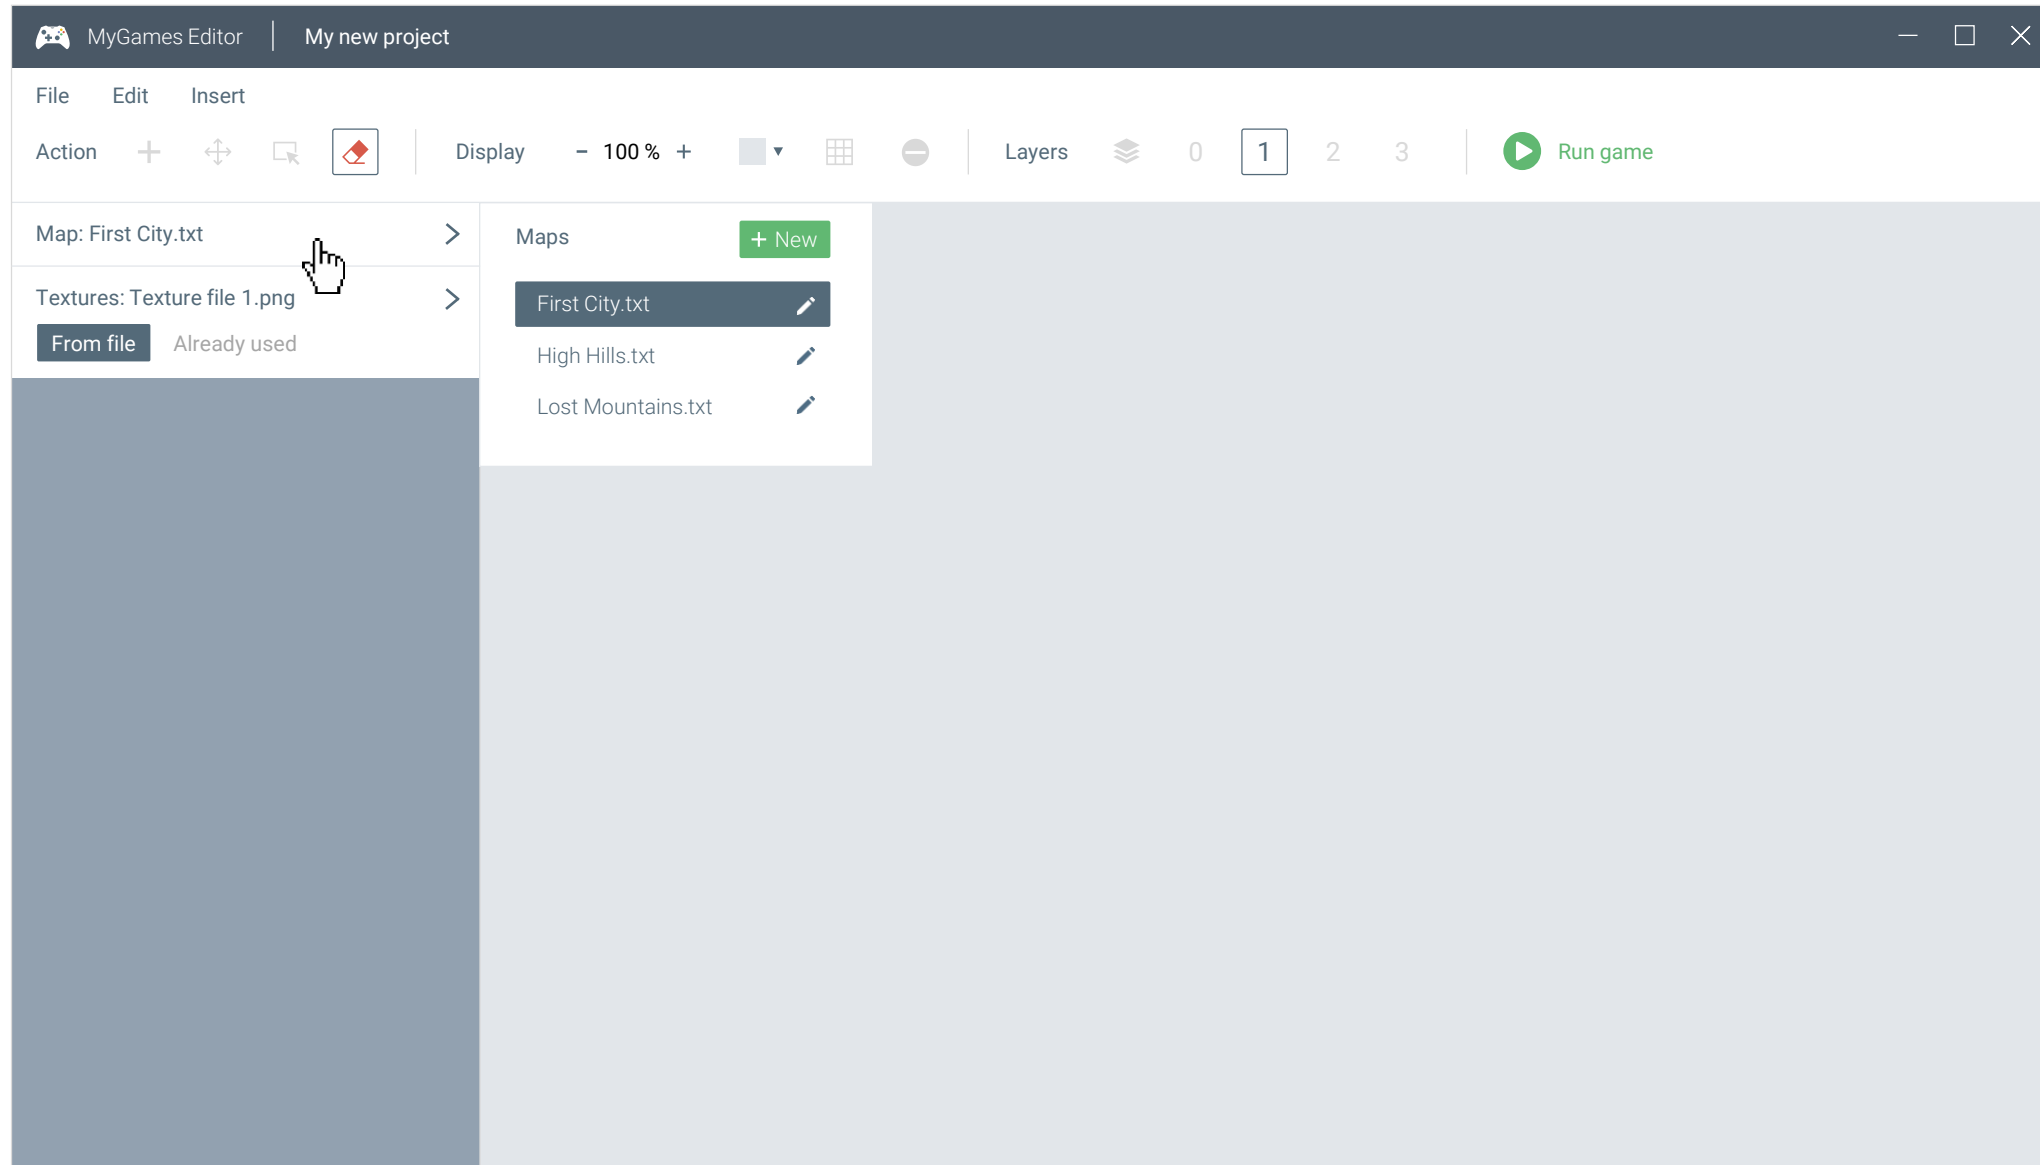 MyGames Editor My new project
File Edit Insert
Action Display - 100 % + Layers 0 1 2 3 Run game
Map: First City.txt
Textures: Texture file 1.png
From file Already used
Maps + New
First City.txt
High Hills.txt
Lost Mountains.txt